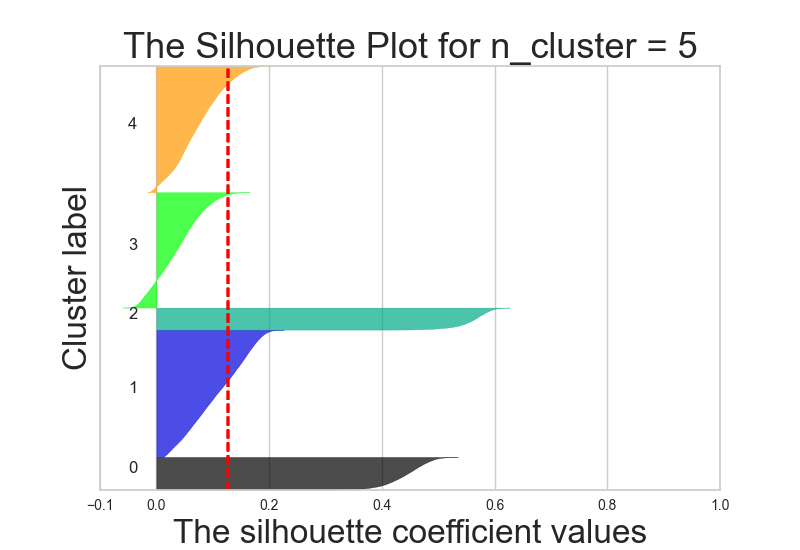 The Silhouette Plot for n_cluster = 5
Cluster label
4
3
2
1
0
−0.1 0.0 0.2 0.4 0.6 0.8 1.0
The silhouette coefficient values